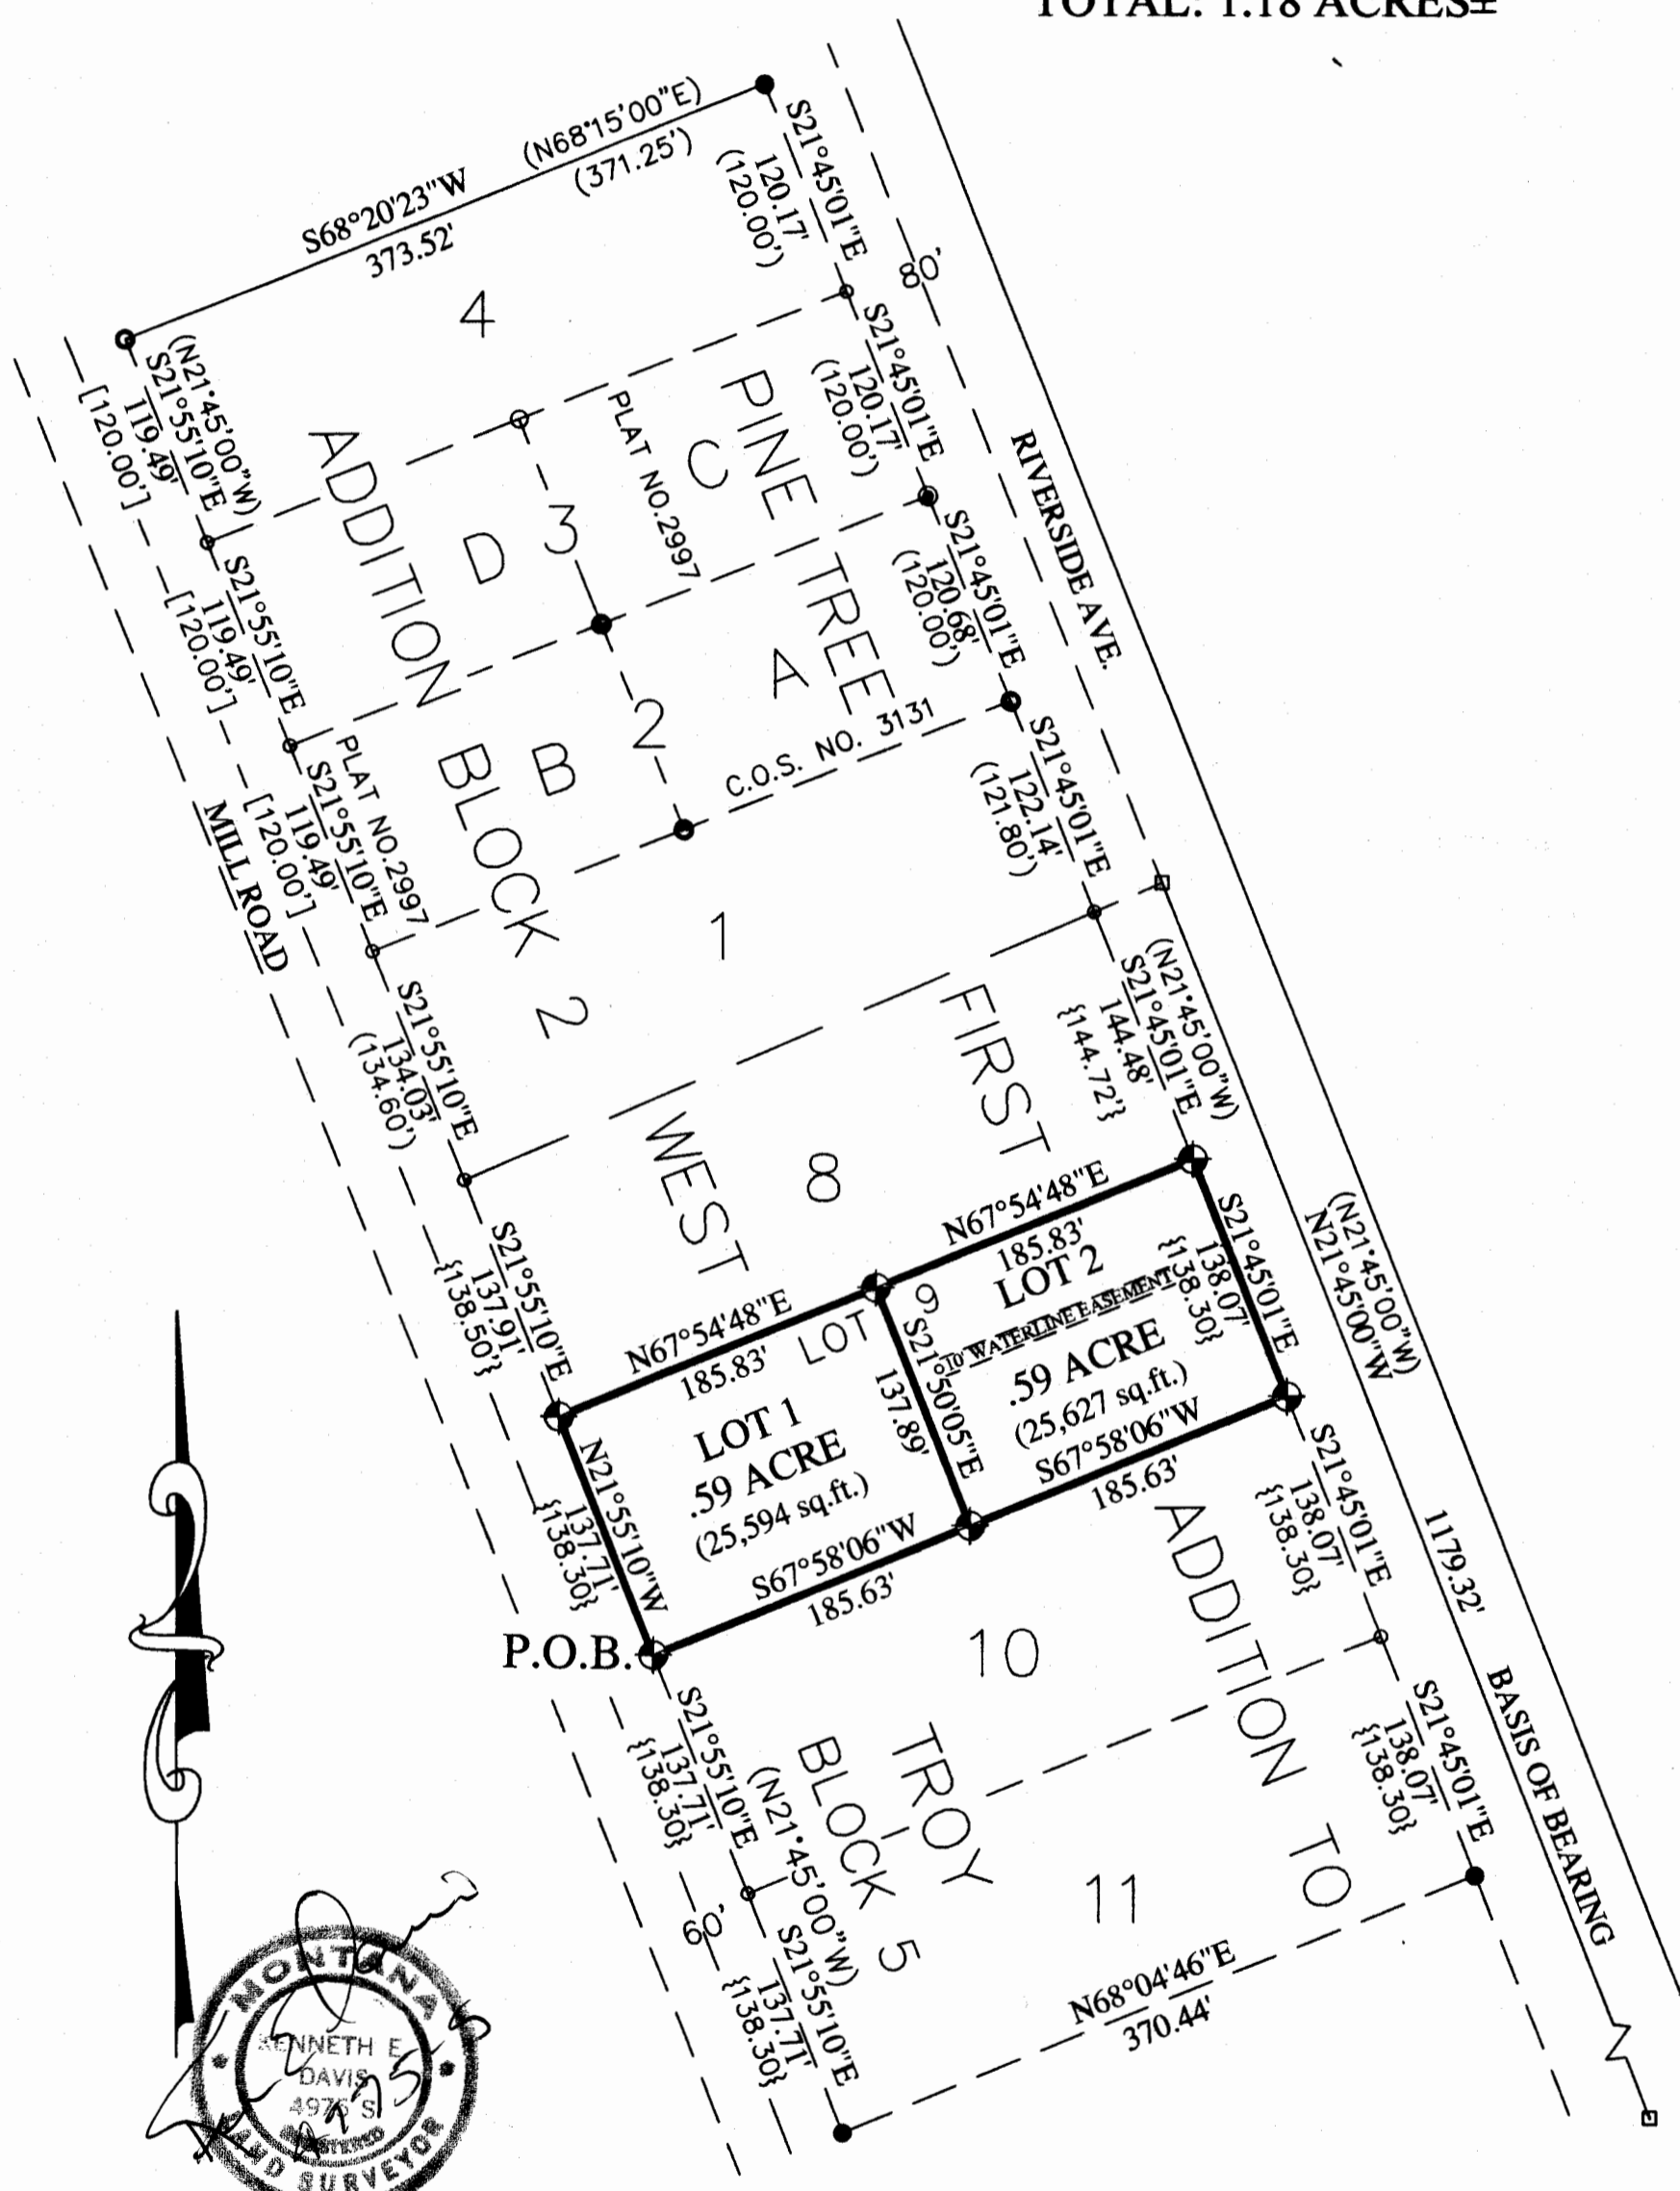 TOTAL: 1.18 ACRES±
(N68°15'00"E)
(371.25')
S68°20'23"W
373.52'
S21°45'01"E
120.17'
(120.00')
80'
4
(N21°45'00"W)
S21°55'10"E
119.49'
[120.00']
S21°45'01"E
120.17'
(120.00')
PINE
C
PLAT NO.2997
RIVERSIDE AVE.
ADDITION
D
3
S21°45'01"E
120.68'
(120.00')
TREE
S21°55'10"E
119.49'
[120.00']
A
2
B
C.O.S. NO. 3131
S21°45'01"E
122.14'
(121.80')
PLAT NO.2997
S21°55'10"E
119.49'
[120.00']
MILL ROAD
BLOCK 2
1
(N21°45'00"W)
S21°45'01"E
144.48'
{144.72'}
FIRST
S21°55'10"E
134.03'
(134.60')
WEST
8
N67°54'48"E
185.83'
(N21°45'00"W)
N21°45'00"W
S21°45'01"E
138.07'
{138.30}
LOT 2
10' WATERLINE EASEMENT
.59 ACRE
(25,627 sq.ft.)
S67°58'06"W
185.63'
S21°55'10"E
137.91'
{138.50'}
N67°54'48"E
185.83'
LOT 9
S21°50'05"E
137.89'
LOT 1
.59 ACRE
(25,594 sq.ft.)
S67°58'06"W
185.63'
N21°55'10"W
137.71'
{138.30}
P.O.B.
S21°45'01"E
138.07'
{138.30}
1179.32'
BASIS OF BEARING
10
ADDITION TO
S21°55'10"E
137.71'
{138.30}
(N21°45'00"W)
BLOCK 5
TROY
S21°45'01"E
138.07'
{138.30}
11
60'
S21°55'10"E
137.71'
{138.30}
N68°04'46"E
370.44'
MONTANA
KENNETH E.
DAVIS
4975 S
REGISTERED
LAND SURVEYOR
4975 S